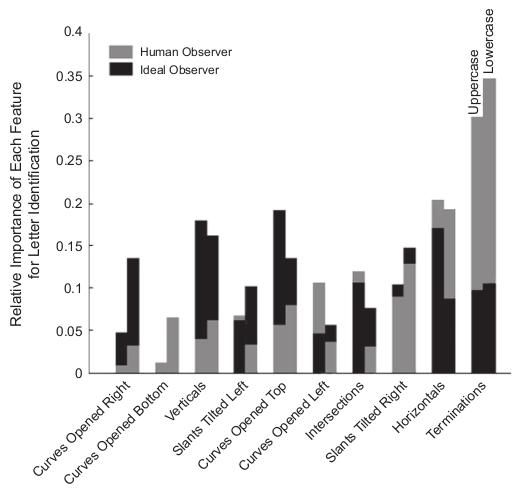 Relative Importance of Each Feature
for Letter Identification
0.4
0.35
0.3
0.25
0.2
0.15
0.1
0.05
0
Human Observer
Ideal Observer
Uppercase
Lowercase
Curves Opened Right
Curves Opened Bottom
Verticals
Slants Tilted Left
Curves Opened Top
Curves Opened Left
Intersections
Slants Tilted Right
Horizontals
Terminations